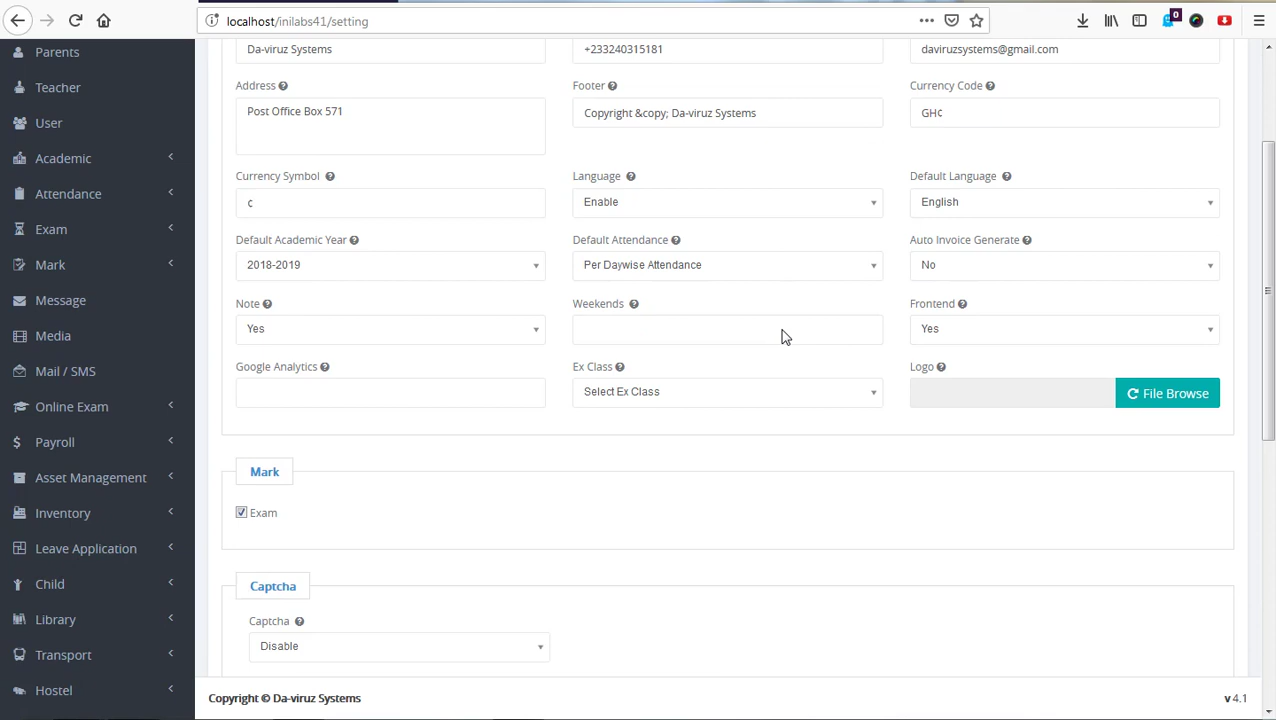 localhost/inilabs41/setting
0
Parents
Teacher
User
Academic
Attendance
Exam
Mark
Message
Media
Mail / SMS
Online Exam
Payroll
Asset Management
Inventory
Leave Application
Child
Library
Transport
Hostel
Da-viruz Systems +233240315181 daviruzsystems@gmail.com
Address Footer Currency Code
Post Office Box 571 Copyright &copy; Da-viruz Systems GH¢
Currency Symbol Language Default Language
¢ Enable English
Default Academic Year Default Attendance Auto Invoice Generate
2018-2019 Per Daywise Attendance No
Note Weekends Frontend
Yes Yes
Google Analytics Ex Class Logo
Select Ex Class File Browse
Mark
Exam
Captcha
Captcha
Disable
Copyright © Da-viruz Systems v 4.1